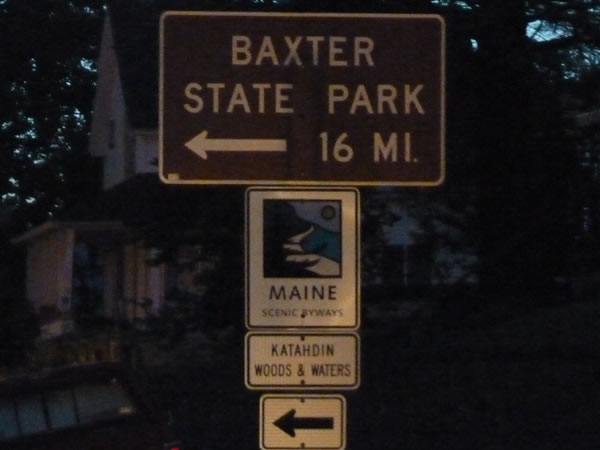 BAXTER
STATE PARK
16 MI.
MAINE
SCENIC BYWAYS
KATAHDIN
WOODS & WATERS